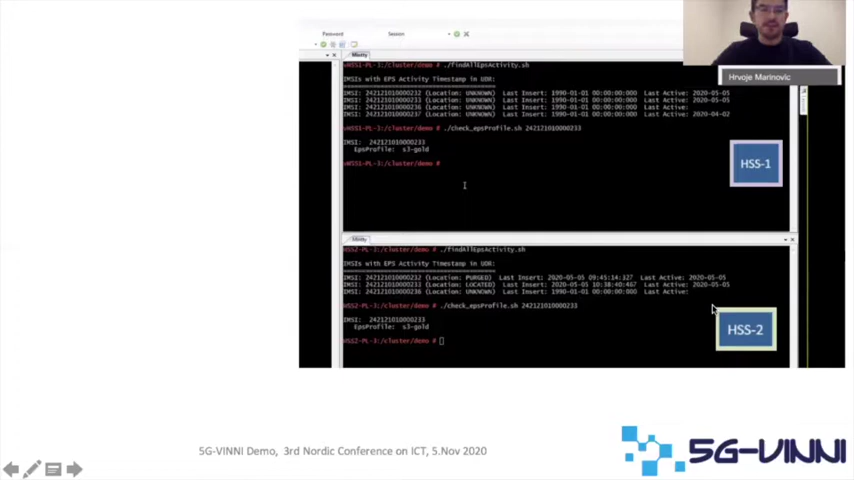 Password Session
Hrvoje Marinovic
Mintty
vHSS1-PL-3:/cluster/demo # ./findAllEpsActivity.sh
IMSIs with EPS Activity Timestamp in UDR:
IMSI: 242121010000232 (Location: UNKNOWN) Last Insert: 1990-01-01 00:00:00:000 Last Active: 2020-05-05
IMSI: 242121010000233 (Location: UNKNOWN) Last Insert: 1990-01-01 00:00:00:000 Last Active: 2020-05-05
IMSI: 242121010000236 (Location: UNKNOWN) Last Insert: 1990-01-01 00:00:00:000 Last Active:
IMSI: 242121010000237 (Location: UNKNOWN) Last Insert: 1990-01-01 00:00:00:000 Last Active: 2020-04-02
vHSS1-PL-3:/cluster/demo # ./check_epsProfile.sh 242121010000233
IMSI: 242121010000233
EpsProfile: s3-gold
vHSS1-PL-3:/cluster/demo #
HSS-1
Mintty
HSS2-PL-3:/cluster/demo # ./findAllEpsActivity.sh
IMSIs with EPS Activity Timestamp in UDR:
IMSI: 242121010000232 (Location: PURGED) Last Insert: 2020-05-05 09:45:14:327 Last Active: 2020-05-05
IMSI: 242121010000233 (Location: LOCATED) Last Insert: 2020-05-05 10:38:40:467 Last Active: 2020-05-05
IMSI: 242121010000236 (Location: UNKNOWN) Last Insert: 1990-01-01 00:00:00:000 Last Active:
HSS2-PL-3:/cluster/demo # ./check_epsProfile.sh 242121010000233
IMSI: 242121010000233
EpsProfile: s3-gold
HSS2-PL-3:/cluster/demo #
HSS-2
5G-VINNI Demo, 3rd Nordic Conference on ICT, 5.Nov 2020
5G-VINNI